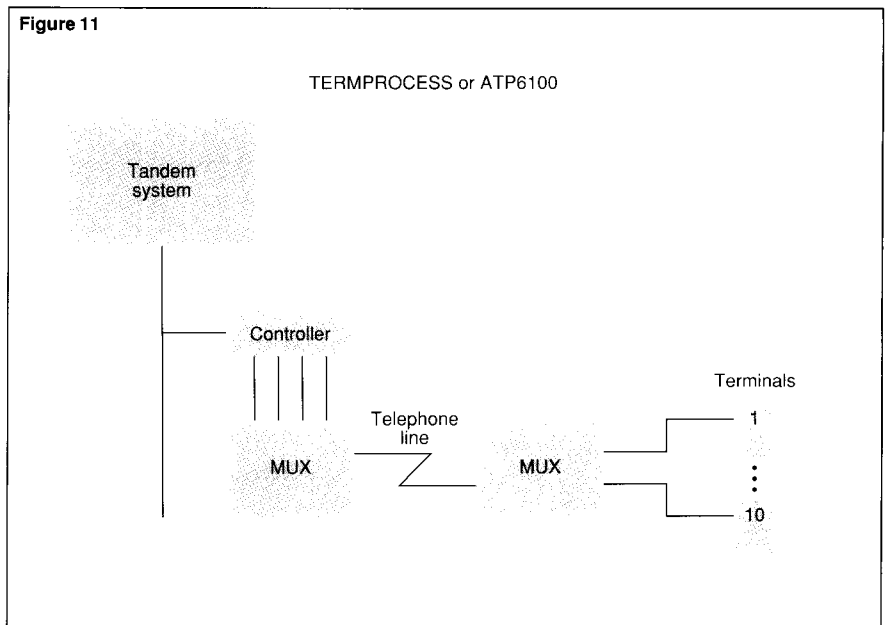 Figure 11
TERMPROCESS or ATP6100
Tandem
system
Controller
Terminals
1
Telephone
line
MUX
MUX
10